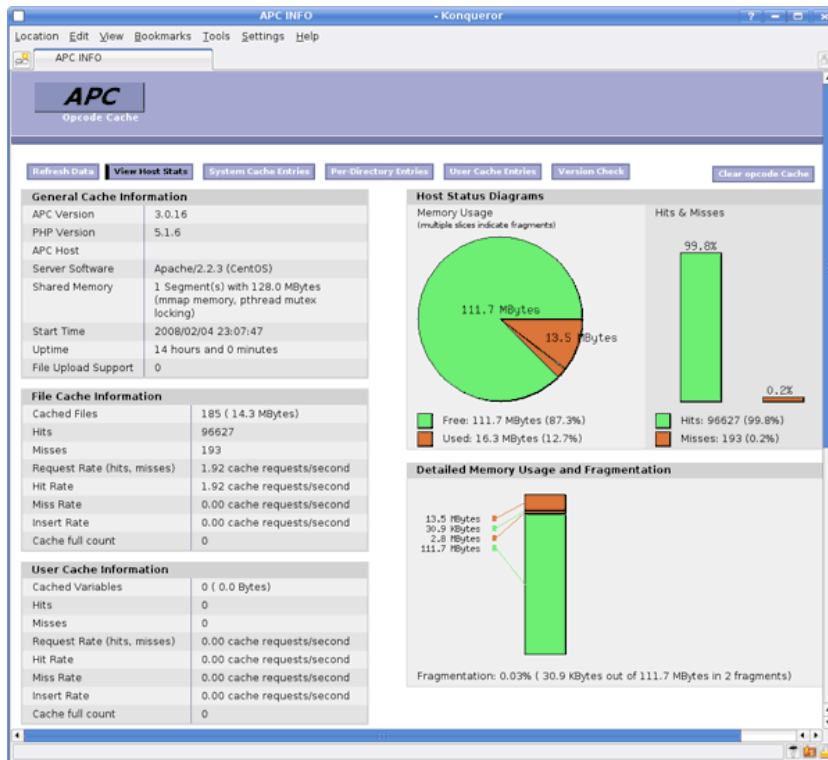 APC INFO - Konqueror
Location Edit View Bookmarks Tools Settings Help
APC INFO
APC
Opcode Cache
Refresh Data View Host Stats System Cache Entries Per-Directory Entries User Cache Entries Version Check Clear opcode Cache
General Cache Information
APC Version 3.0.16
PHP Version 5.1.6
APC Host
Server Software Apache/2.2.3 (CentOS)
Shared Memory 1 Segment(s) with 128.0 MBytes
(mmap memory, pthread mutex
locking)
Start Time 2008/02/04 23:07:47
Uptime 14 hours and 0 minutes
File Upload Support 0
File Cache Information
Cached Files 185 ( 14.3 MBytes)
Hits 96627
Misses 193
Request Rate (hits, misses) 1.92 cache requests/second
Hit Rate 1.92 cache requests/second
Miss Rate 0.00 cache requests/second
Insert Rate 0.00 cache requests/second
Cache full count 0
User Cache Information
Cached Variables 0 ( 0.0 Bytes)
Hits 0
Misses 0
Request Rate (hits, misses) 0.00 cache requests/second
Hit Rate 0.00 cache requests/second
Miss Rate 0.00 cache requests/second
Insert Rate 0.00 cache requests/second
Cache full count 0
Host Status Diagrams
Memory Usage
(multiple slices indicate fragments)
Hits & Misses
111.7 MBytes
13.5 MBytes
99.8%
0.2%
Free: 111.7 MBytes (87.3%)
Used: 16.3 MBytes (12.7%)
Hits: 96627 (99.8%)
Misses: 193 (0.2%)
Detailed Memory Usage and Fragmentation
13.5 MBytes
30.9 KBytes
2.8 MBytes
111.7 MBytes
Fragmentation: 0.03% ( 30.9 KBytes out of 111.7 MBytes in 2 fragments)